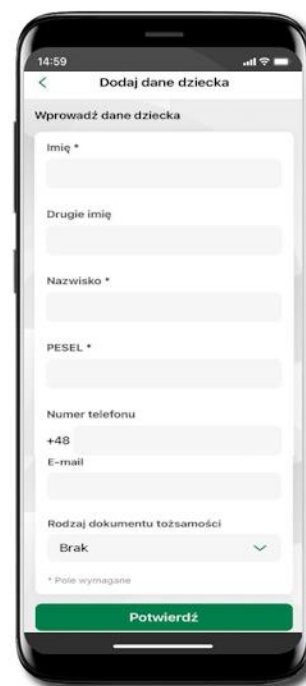 14:59
Dodaj dane dziecka
Wprowadź dane dziecka
Imię *
Drugie imię
Nazwisko *
PESEL *
Numer telefonu
+48
E-mail
Rodzaj dokumentu tożsamości
Brak
* Pole wymagane
Potwierdź